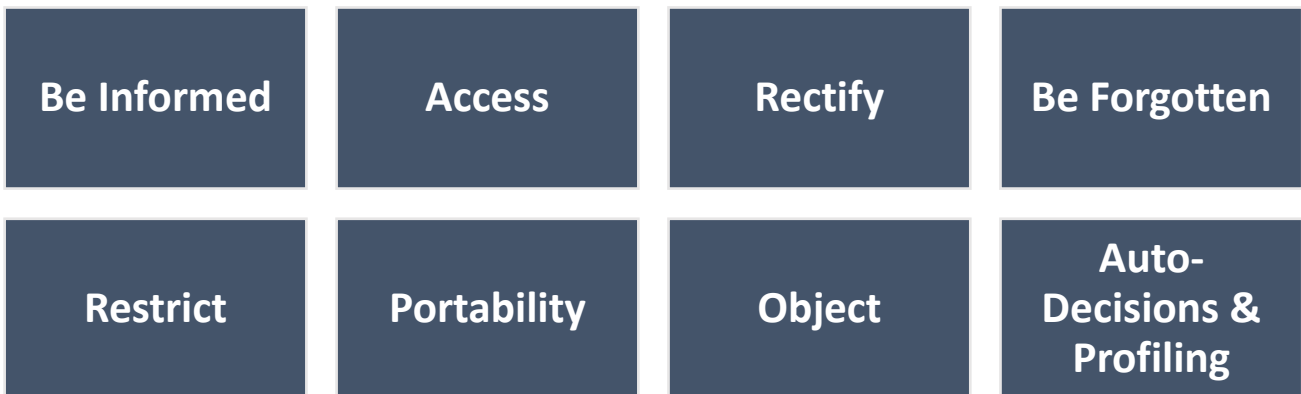 Be Informed
Access
Rectify
Be Forgotten
Restrict
Portability
Object
Auto-
Decisions &
Profiling